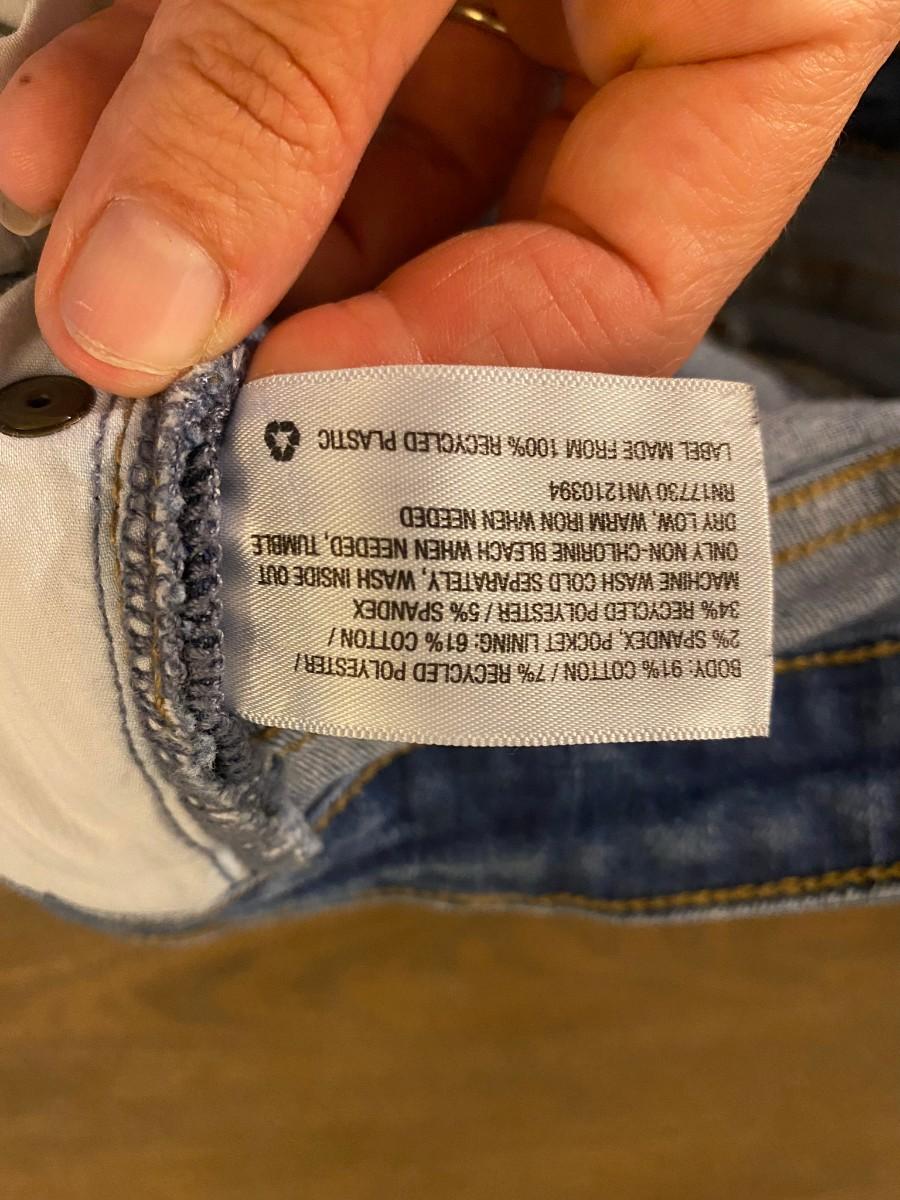 BODY: 91% COTTON / 7% RECYCLED POLYESTER/
2% SPANDEX, POCKET LINING: 61% COTTON /
34% RECYCLED POLYESTER / 5% SPANDEX
MACHINE WASH COLD SEPARATELY, WASH INSIDE OUT
ONLY NON-CHLORINE BLEACH WHEN NEEDED, TUMBLE
DRY LOW, WARM IRON WHEN NEEDED
RN17730 VN1210394
LABEL MADE FROM 100% RECYCLED PLASTIC